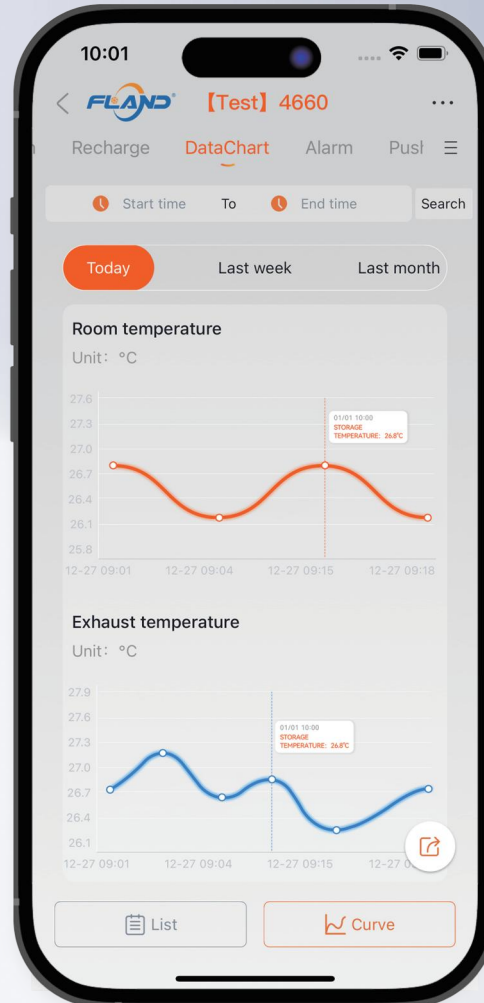 10:01
FLAND®
【Test】4660
Recharge DataChart Alarm
Start time To End time Search
Today Last week Last month
Room temperature
Unit: °C
27.6
27.3
27.0
26.7
26.4
26.1
25.8
01/01 10:00
STORAGE
TEMPERATURE: 26.8°C
12-27 09:01 12-27 09:04 12-27 09:15 12-27 09:18
Exhaust temperature
Unit: °C
27.9
27.6
27.3
27.0
26.7
26.4
26.1
01/01 10:00
STORAGE
TEMPERATURE: 26.8°C
12-27 09:01 12-27 09:04 12-27 09:15 12-27
List Curve